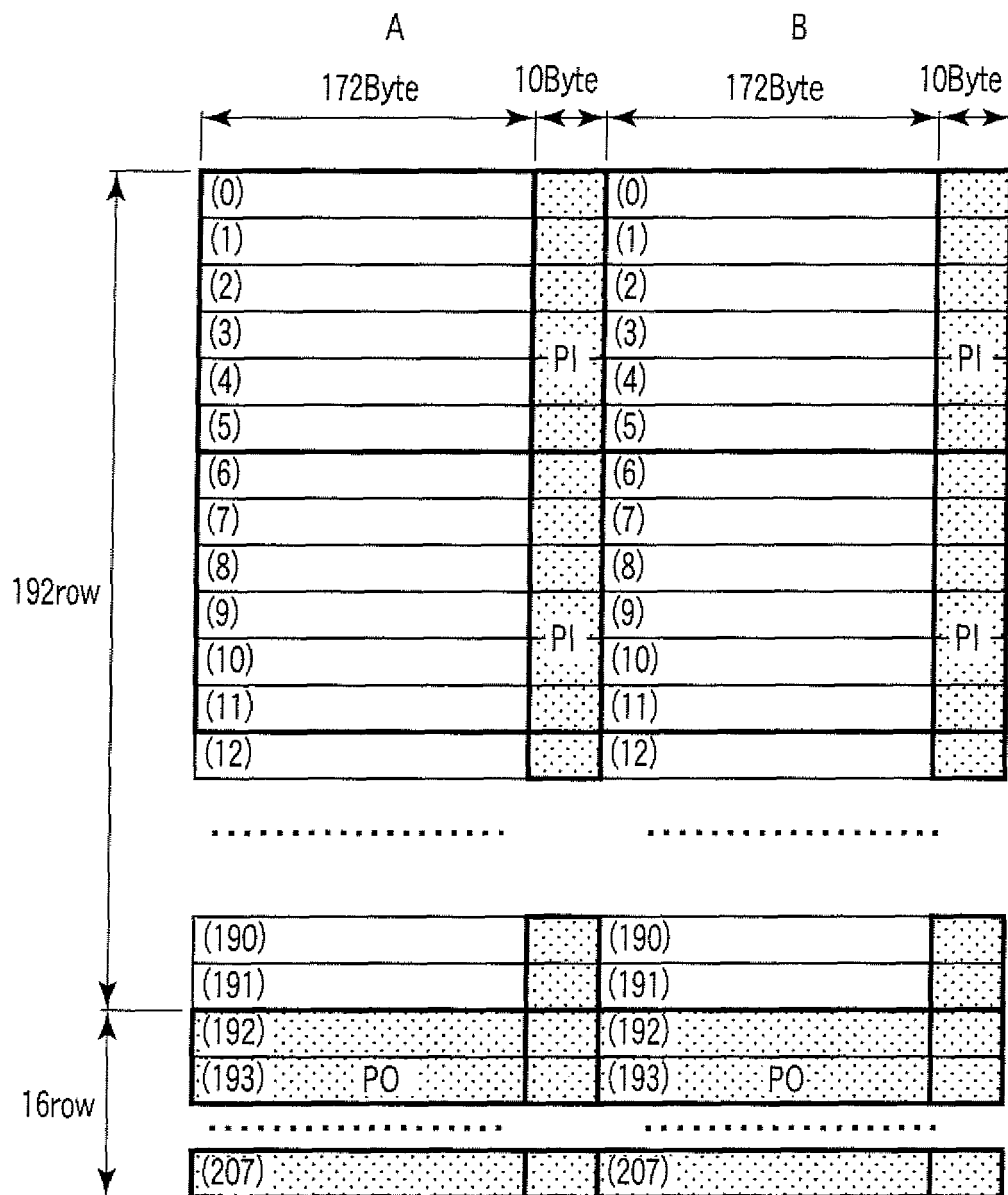 A B
172Byte 10Byte 172Byte 10Byte
(0) (0)
(1) (1)
(2) (2)
(3) (3)
PI PI
(4) (4)
(5) (5)
(6) (6)
(7) (7)
(8) (8)
192row
(9) (9)
PI PI
(10) (10)
(11) (11)
(12) (12)
(190) (190)
(191) (191)
(192) (192)
(193) PO (193) PO
16row
(207) (207)